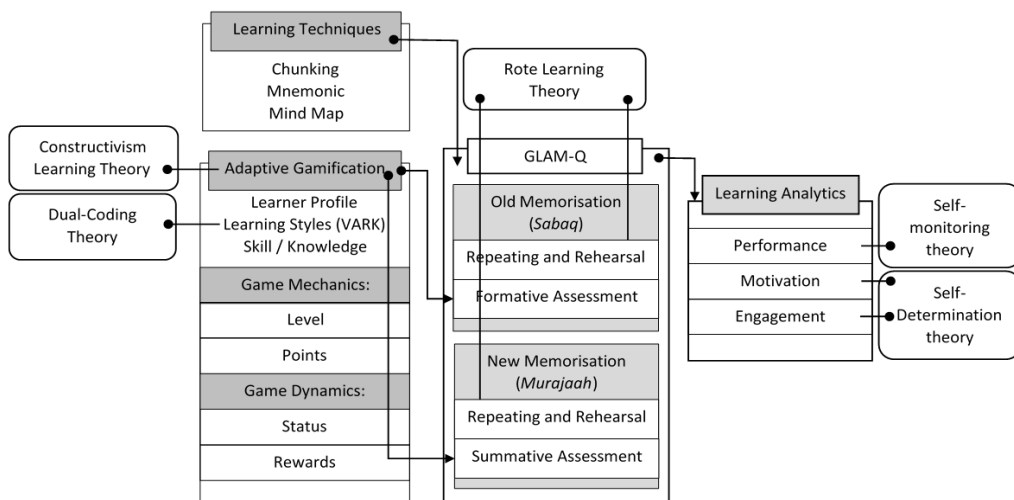 Learning Techniques
Chunking
Mnemonic
Mind Map
Rote Learning
Theory
Constructivism
Learning Theory
Dual-Coding
Theory
Adaptive Gamification
Learner Profile
Learning Styles (VARK)
Skill / Knowledge
Game Mechanics:
Level
Points
Game Dynamics:
Status
Rewards
GLAM-Q
Old Memorisation
(Sabaq)
Repeating and Rehearsal
Formative Assessment
New Memorisation
(Murajaah)
Repeating and Rehearsal
Summative Assessment
Learning Analytics
Performance
Motivation
Engagement
Self-
monitoring
theory
Self-
Determination
theory